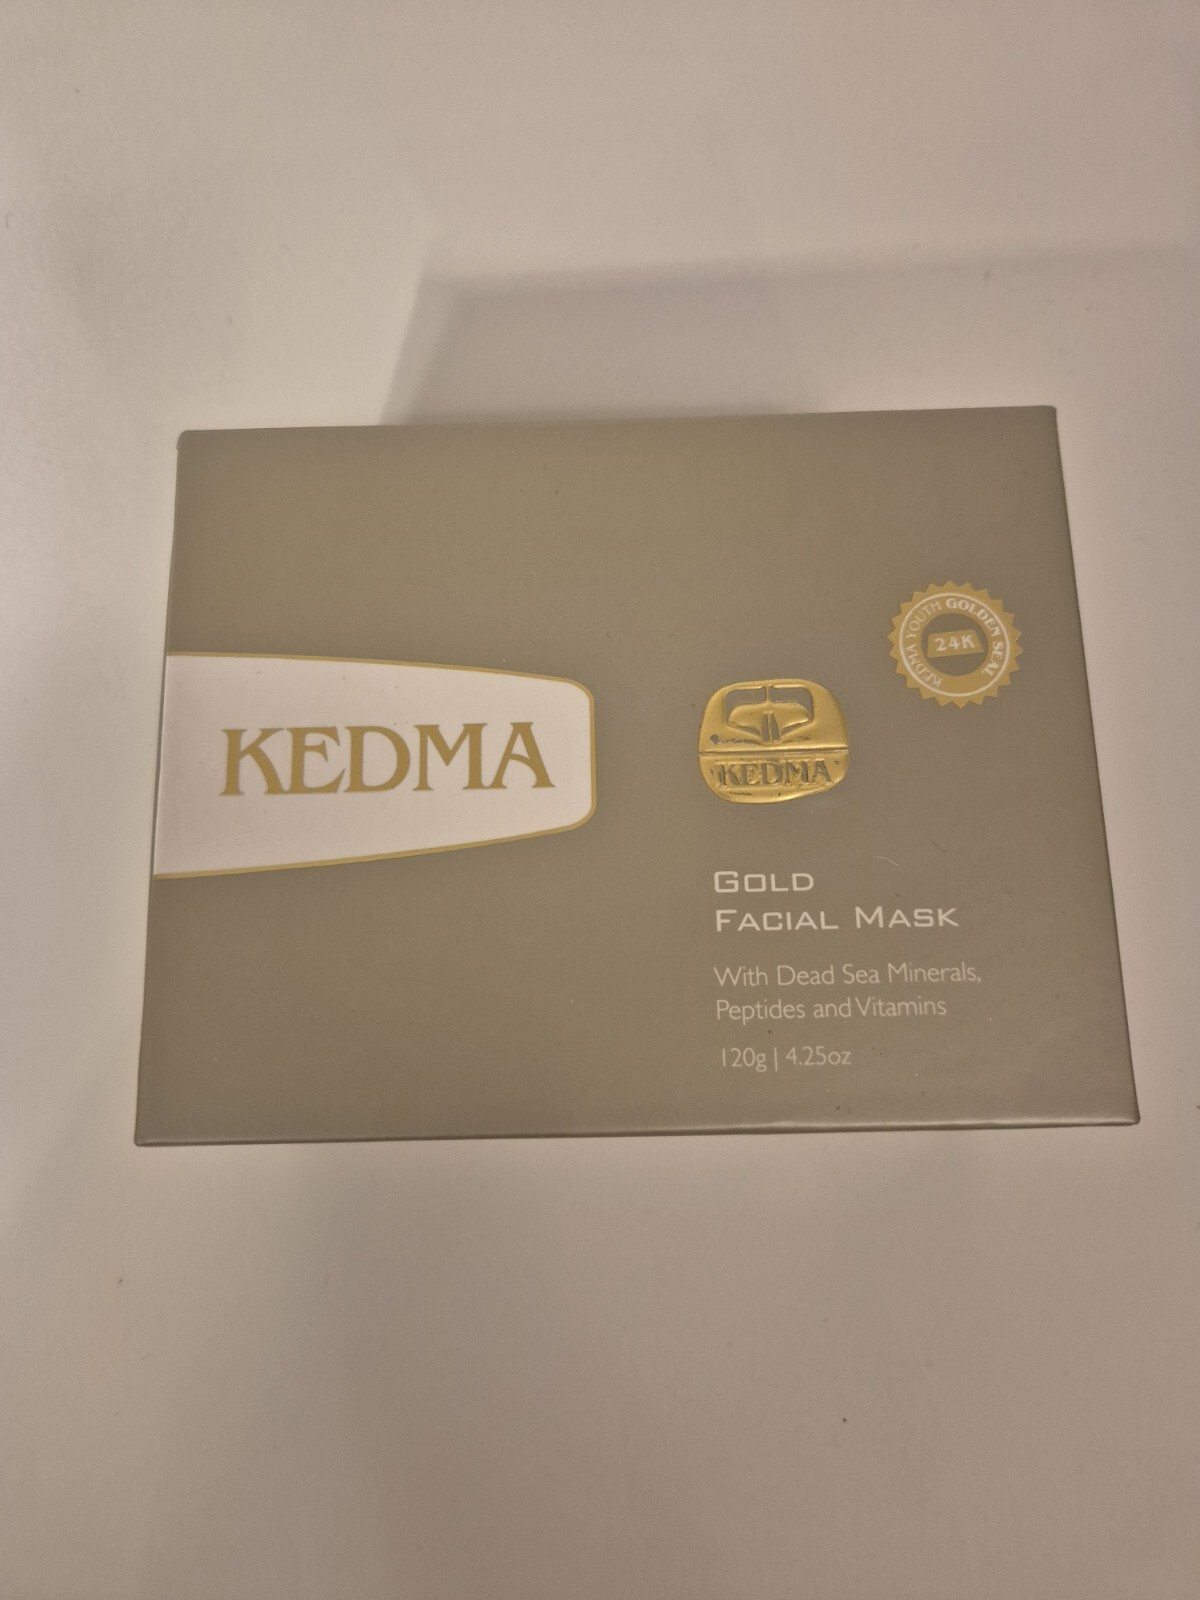 KEDMA
KEDMA YOUTH GOLDEN SEAL
24K
KEDMA
GOLD
FACIAL MASK
With Dead Sea Minerals,
Peptides and Vitamins
120g | 4.25oz